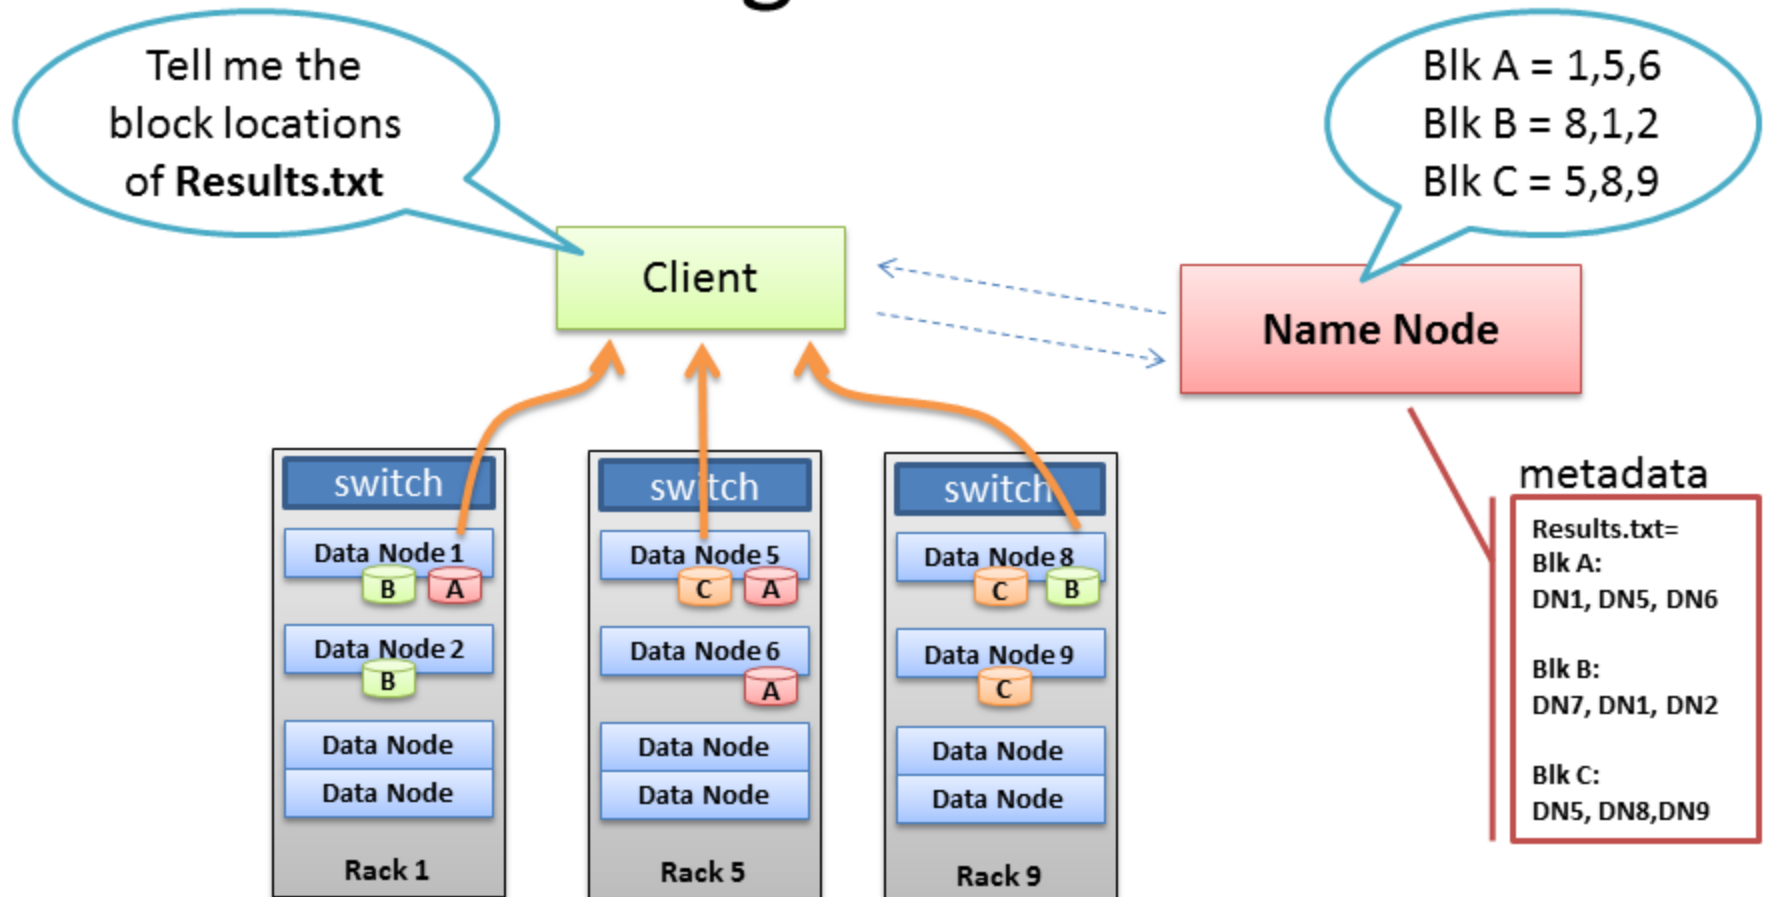 Tell me the
block locations
of Results.txt
Blk A = 1,5,6
Blk B = 8,1,2
Blk C = 5,8,9
Client
Name Node
switch
Data Node 1
B A
Data Node 2
B
Data Node
Data Node
Rack 1
switch
Data Node 5
C A
Data Node 6
A
Data Node
Data Node
Rack 5
switch
Data Node 8
C B
Data Node 9
C
Data Node
Data Node
Rack 9
metadata
Results.txt=
Blk A:
DN1, DN5, DN6
Blk B:
DN7, DN1, DN2
Blk C:
DN5, DN8,DN9